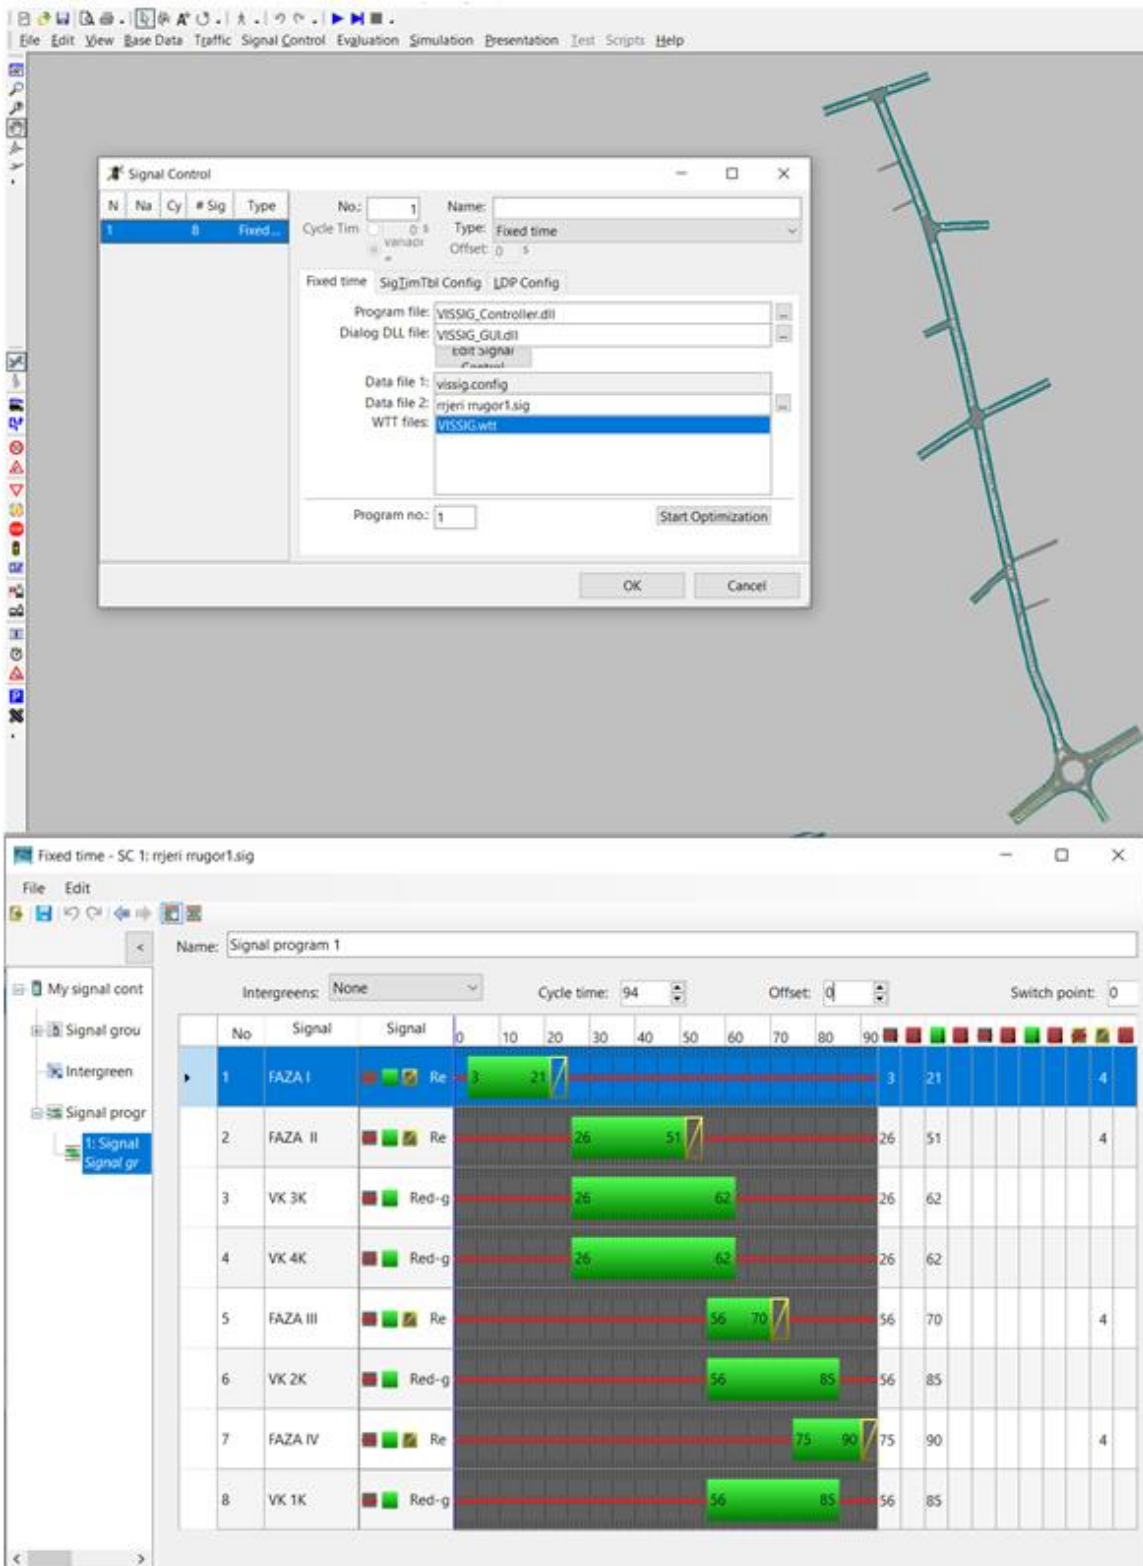 File Edit View Base Data Traffic Signal Control Evaluation Simulation Presentation Test Scripts Help
Signal Control
N Na Cy # Sig Type
1 8 Fixed...
No.: 1 Name:
Cycle Tim 0 s Type: Fixed time
Offset: 0 s
Fixed time SigTimTbl Config LDP Config
Program file: VISSIG_Controller.dll ...
Dialog DLL file: VISSIG_GUI.dll ...
Edit Signal
Control
Data file 1: vissig.config
Data file 2: rrjeri rrugor1.sig ...
WTT files: VISSIG.wtt
Program no.: 1 Start Optimization
OK Cancel
Fixed time - SC 1: rrjeri rrugor1.sig
File Edit
< Name: Signal program 1
My signal cont
Intergreens: None Cycle time: 94 Offset: 0 Switch point: 0
Signal grou
Intergreen
Signal progr
1: Signal
Signal gr
No Signal Signal 0 10 20 30 40 50 60 70 80 90
1 FAZA I Re 3 21 3 21 4
2 FAZA II Re 26 51 26 51 4
3 VK 3K Red-g 26 62 26 62
4 VK 4K Red-g 26 62 26 62
5 FAZA III Re 56 70 56 70 4
6 VK 2K Red-g 56 85 56 85
7 FAZA IV Re 75 90 75 90 4
8 VK 1K Red-g 56 85 56 85
< >